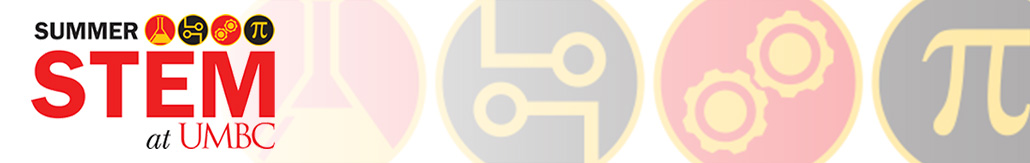 SUMMER
STEM
at UMBC
π
π